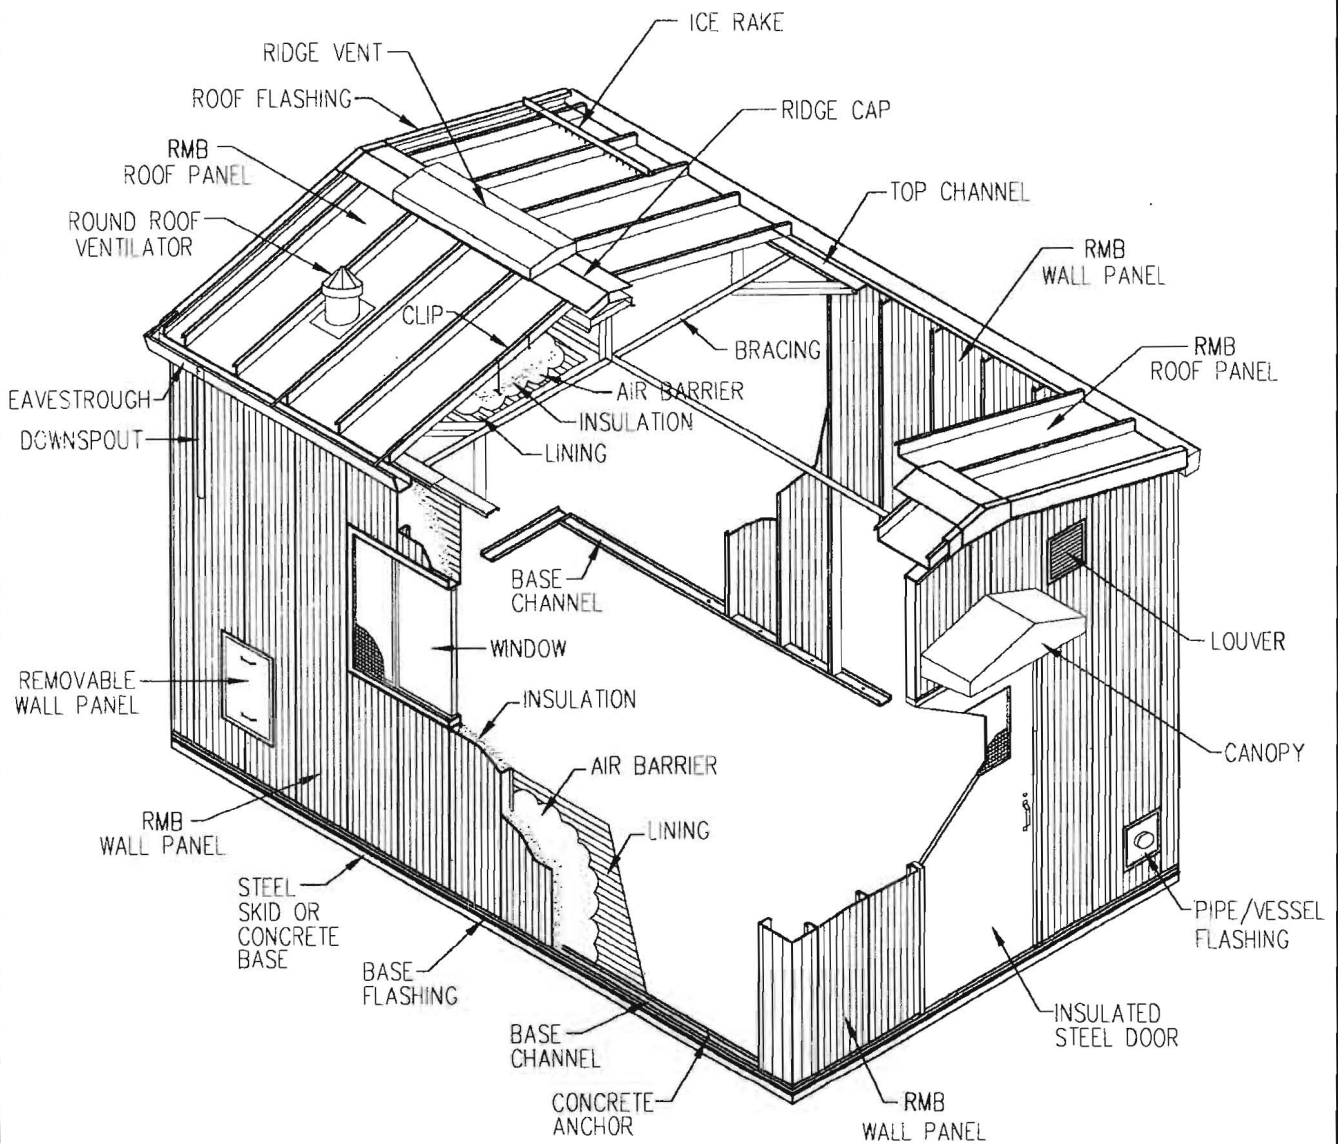 ICE RAKE
RIDGE VENT
ROOF FLASHING
RIDGE CAP
RMB
ROOF PANEL
TOP CHANNEL
ROUND ROOF
VENTILATOR
RMB
WALL PANEL
CLIP
BRACING
RMB
ROOF PANEL
AIR BARRIER
EAVESTROUGH
INSULATION
DOWNSPOUT
LINING
BASE
CHANNEL
WINDOW
LOUVER
REMOVABLE
WALL PANEL
INSULATION
CANOPY
AIR BARRIER
RMB
WALL PANEL
LINING
STEEL
SKID OR
CONCRETE
BASE
PIPE/VESSEL
FLASHING
BASE
FLASHING
INSULATED
STEEL DOOR
BASE
CHANNEL
CONCRETE
ANCHOR
RMB
WALL PANEL